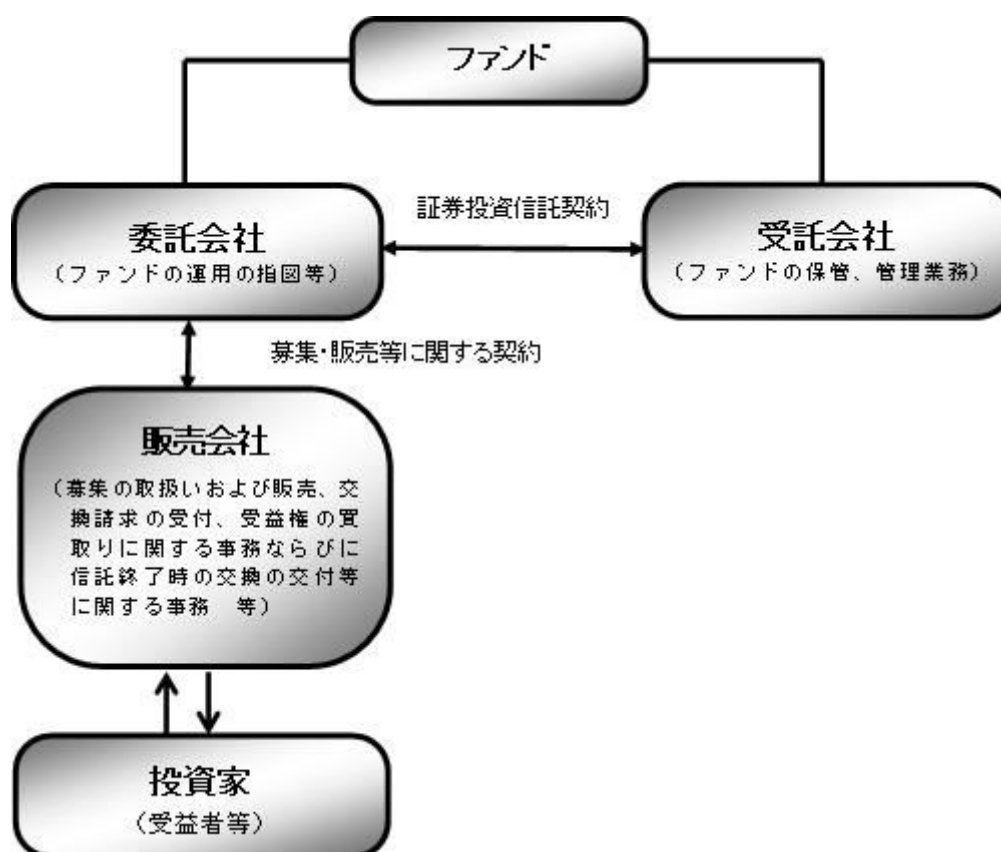 ファンド
委託会社
（ファンドの運用の指図等）
証券投資信託契約
受託会社
（ファンドの保管、管理業務）
募集・販売等に関する契約
販売会社
（募集の取扱いおよび販売、交
換請求の受付、受益権の買
取りに関する事務ならびに
信託終了時の交換の交付等
に関する事務　等）
投資家
（受益者等）